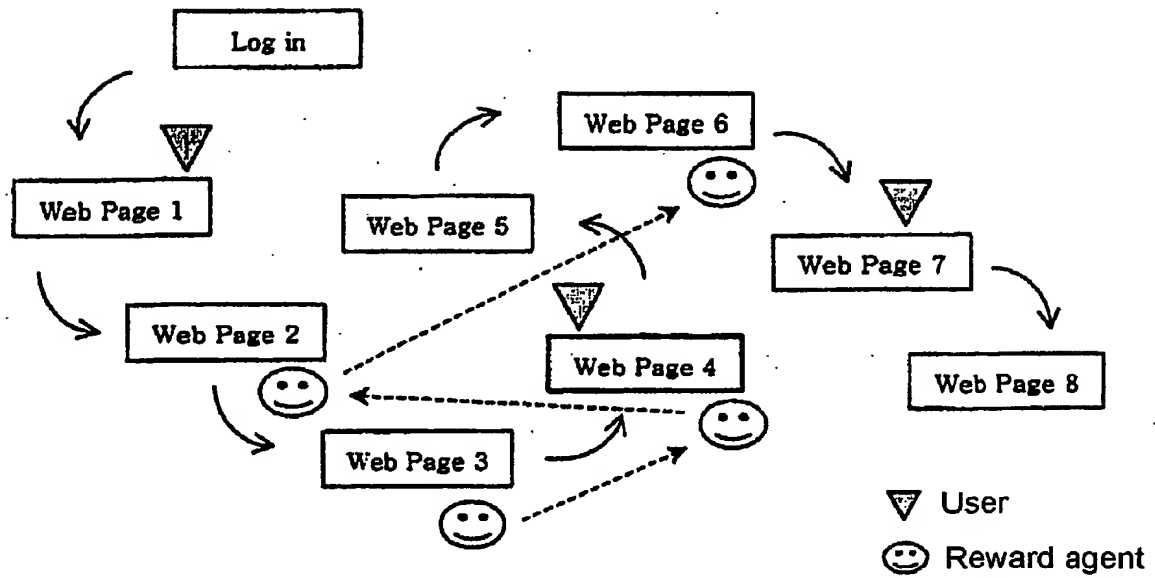 Log in
Web Page 6
Web Page 1
Web Page 5
Web Page 7
Web Page 2
Web Page 4
Web Page 8
Web Page 3
User
Reward agent